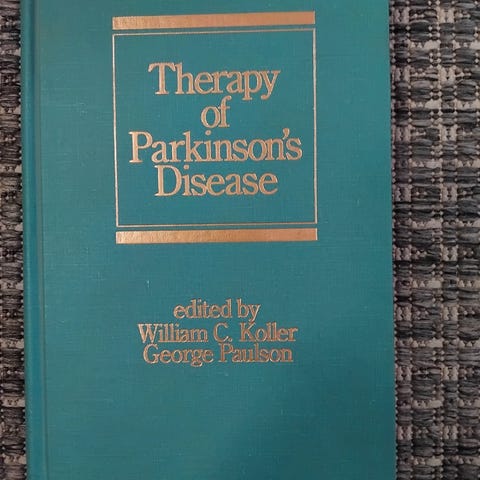 Therapy
of
Parkinson's
Disease
edited by
William C. Koller
George Paulson